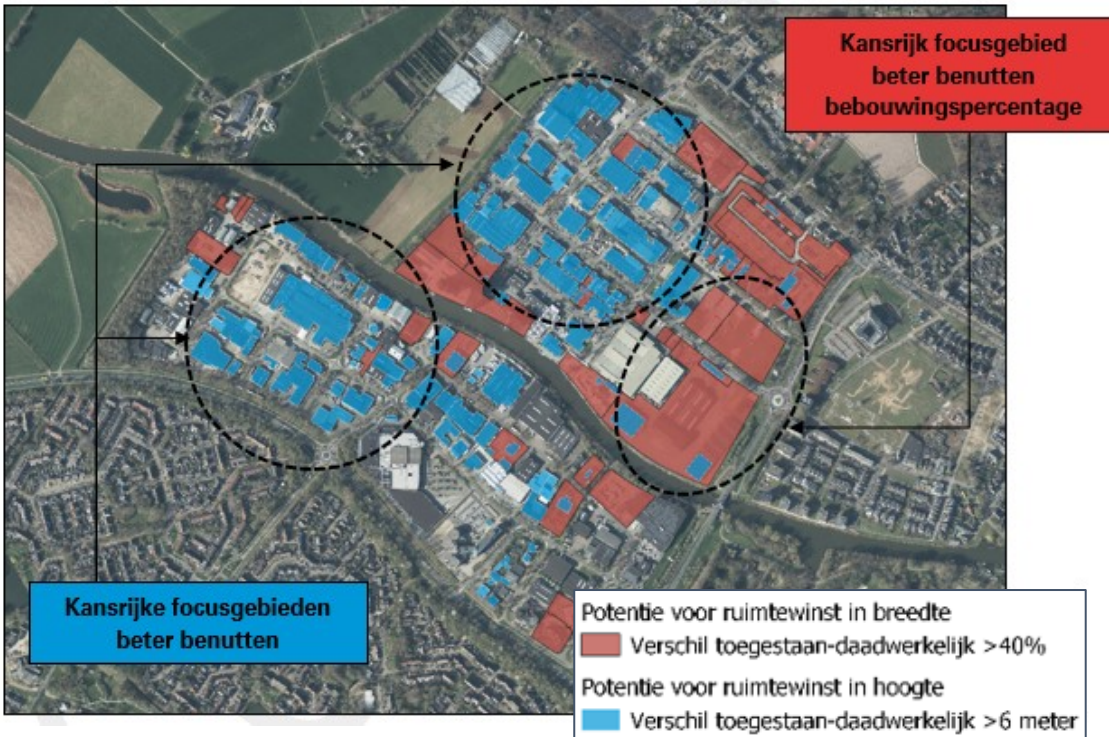 Kansrijk focusgebied
beter benutten
bebouwingspercentage
Kansrijke focusgebieden
beter benutten
Potentie voor ruimtewinst in breedte
Verschil toegestaan-daadwerkelijk >40%
Potentie voor ruimtewinst in hoogte
Verschil toegestaan-daadwerkelijk >6 meter